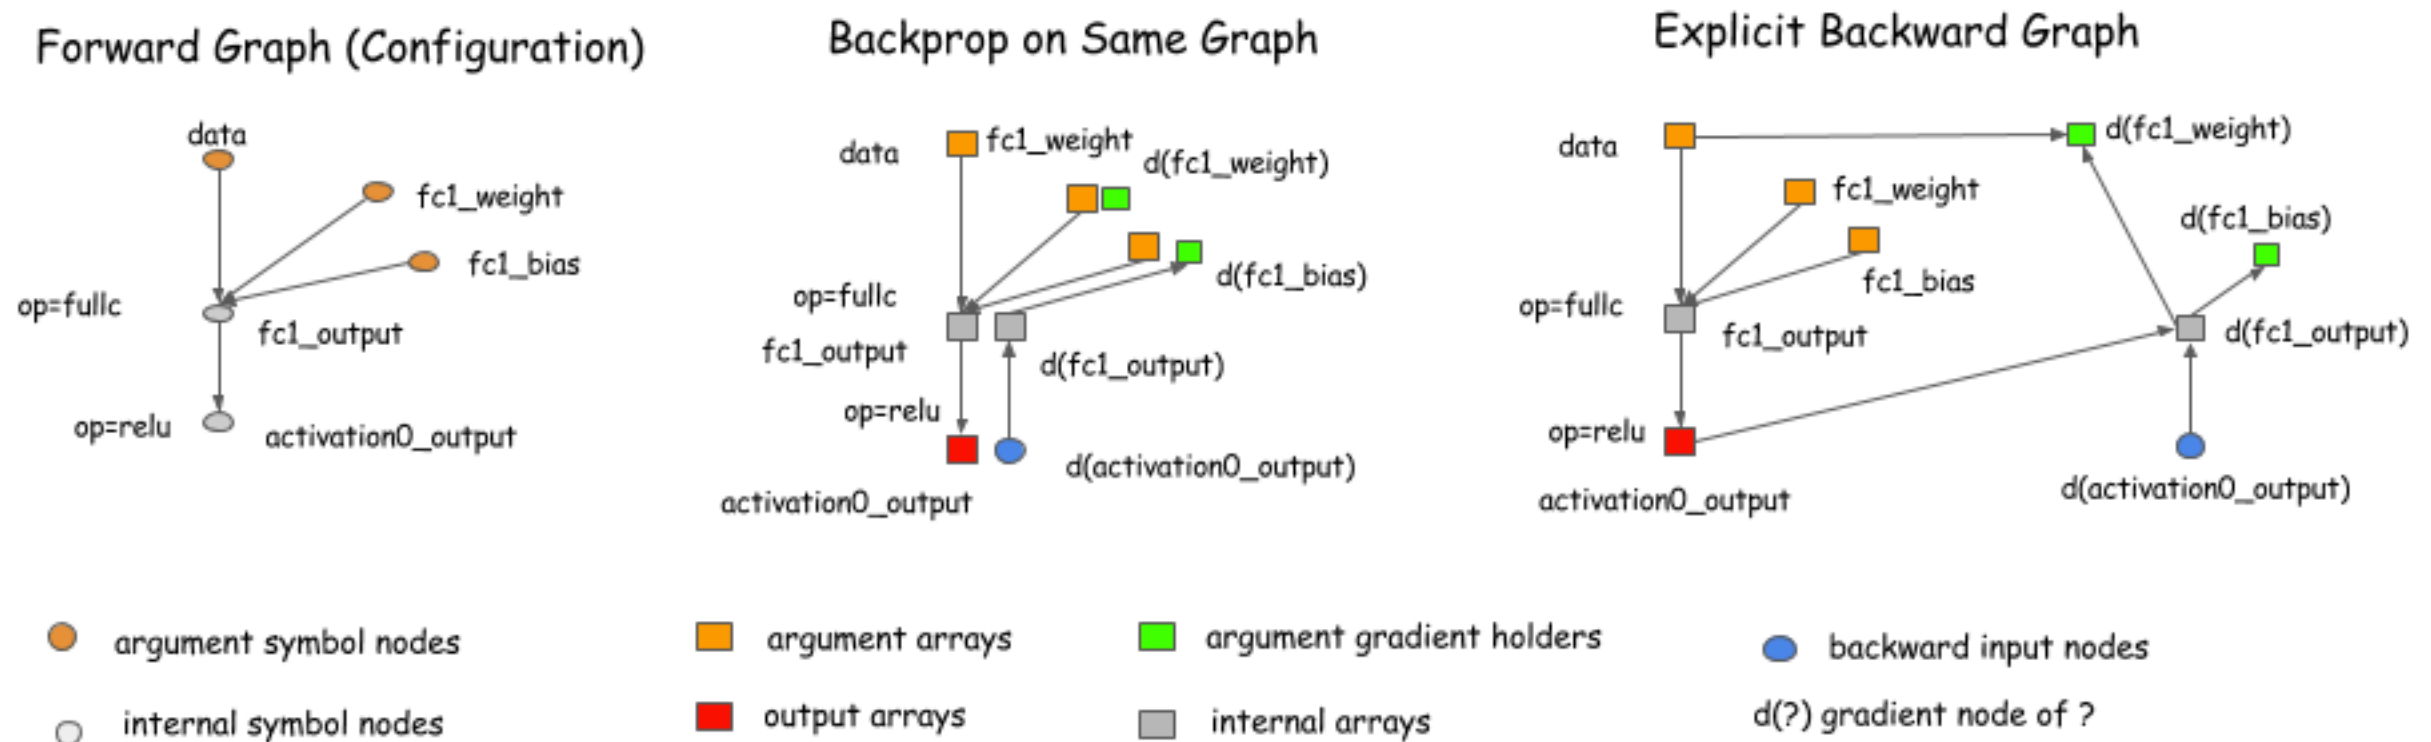 Forward Graph (Configuration)
data
fc1_weight
fc1_bias
op=fullc
fc1_output
op=relu
activation0_output
Backprop on Same Graph
data
fc1_weight
d(fc1_weight)
d(fc1_bias)
op=fullc
fc1_output
d(fc1_output)
op=relu
d(activation0_output)
activation0_output
Explicit Backward Graph
data
d(fc1_weight)
fc1_weight
d(fc1_bias)
fc1_bias
op=fullc
fc1_output
d(fc1_output)
op=relu
d(activation0_output)
activation0_output
argument symbol nodes
argument arrays
argument gradient holders
backward input nodes
internal symbol nodes
output arrays
internal arrays
d(?) gradient node of ?